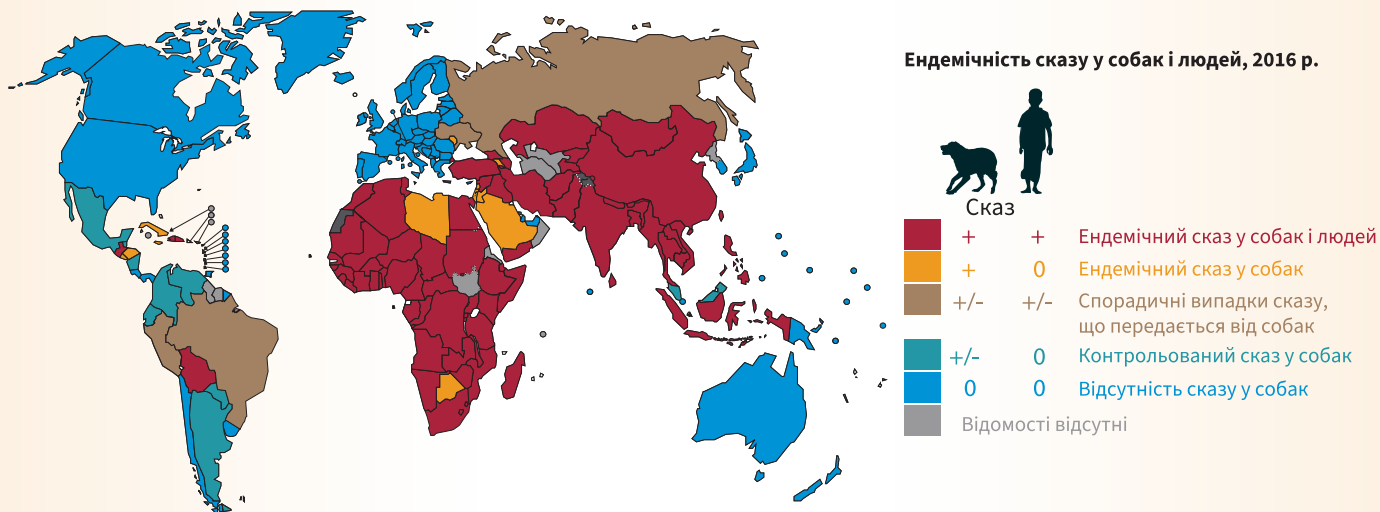 Ендемічність сказу у собак і людей, 2016 р.
Сказ
+ + Ендемічний сказ у собак і людей
+ 0 Ендемічний сказ у собак
+/- +/- Спорадичні випадки сказу,
що передається від собак
+/- 0 Контрольований сказ у собак
0 0 Відсутність сказу у собак
Відомості відсутні